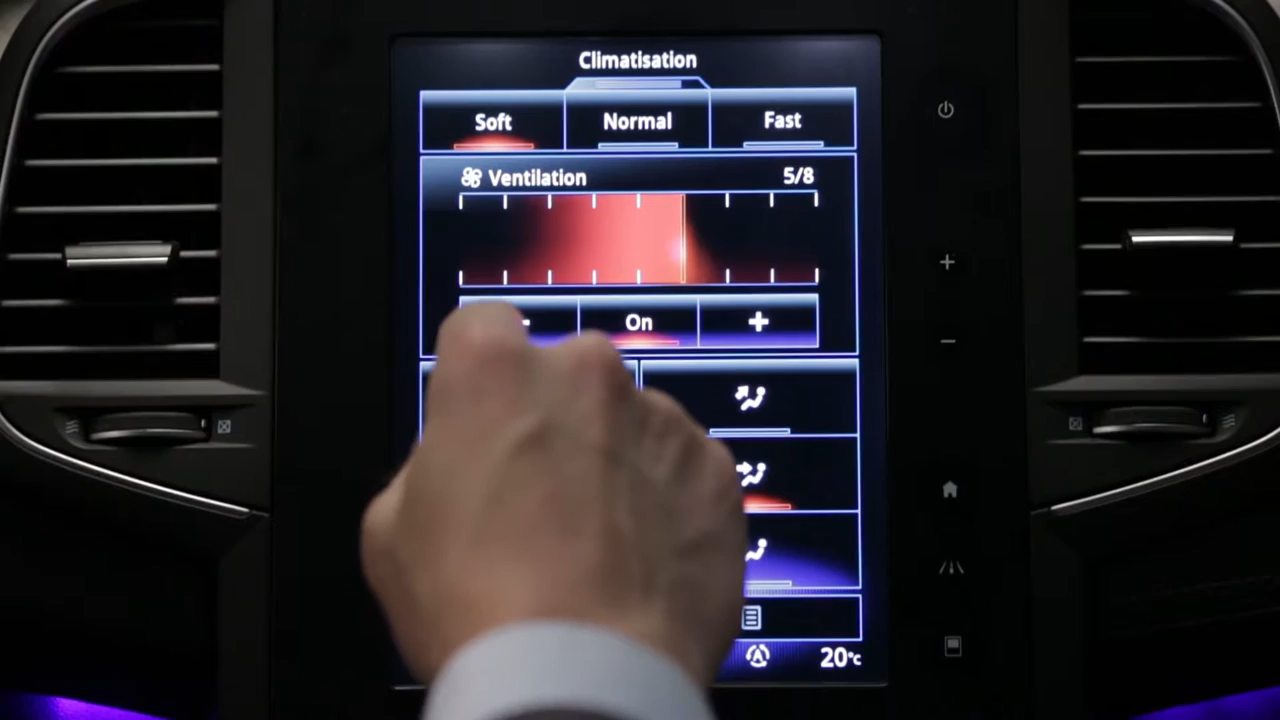 Climatisation
Soft Normal Fast
Ventilation 5/8
- On +
20°C